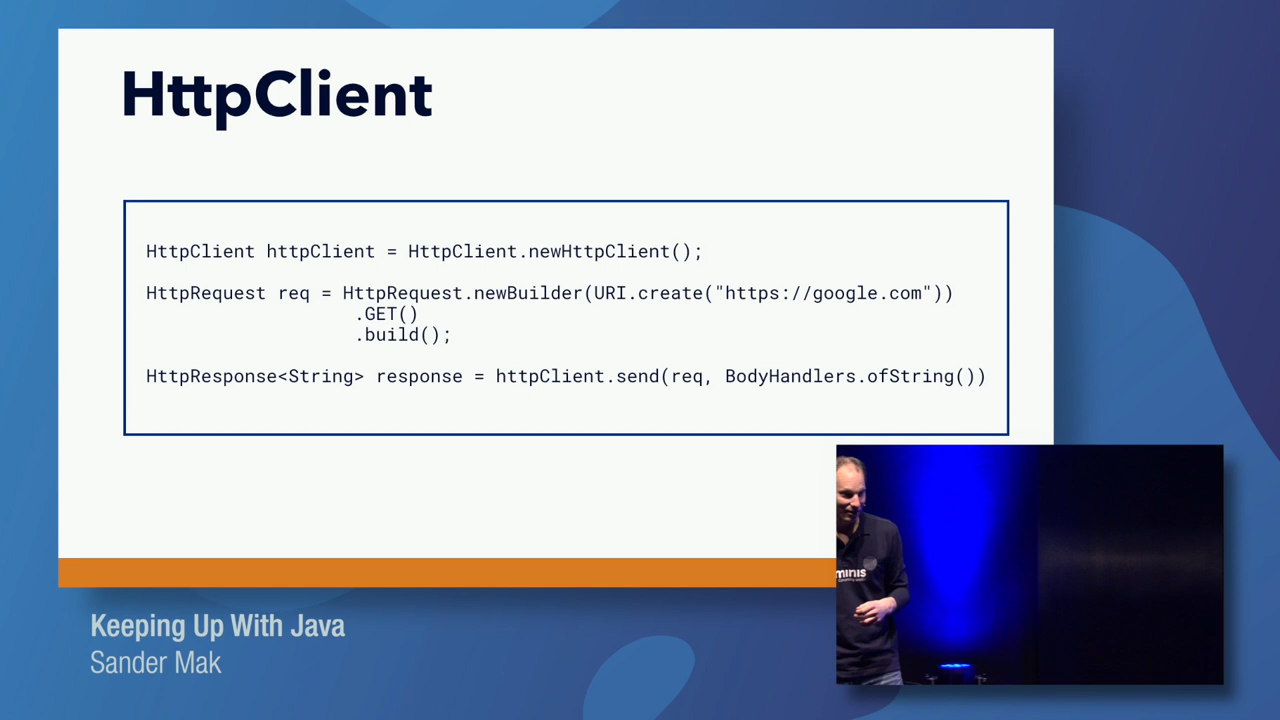 HttpClient
HttpClient httpClient = HttpClient.newHttpClient();
HttpRequest req = HttpRequest.newBuilder(URI.create("https://google.com"))
.GET()
.build();
HttpResponse<String> response = httpClient.send(req, BodyHandlers.ofString())
minis
Keeping Up With Java
Sander Mak